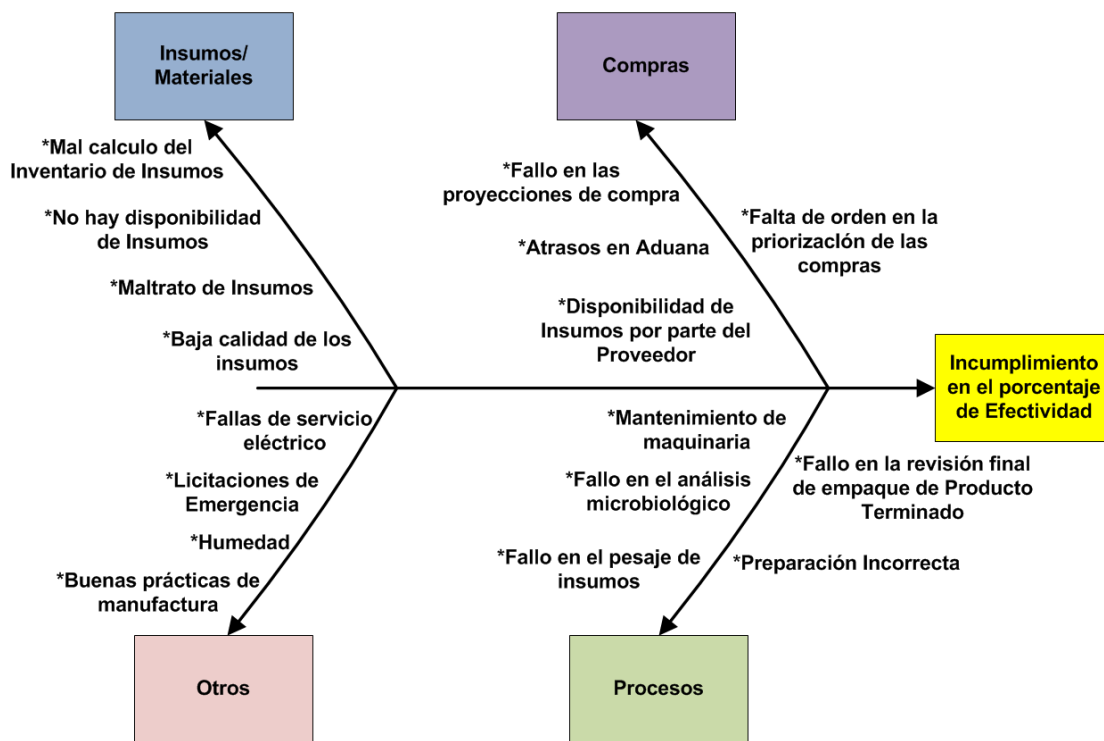 Insumos/
Materiales
Compras
*Mal calculo del
Inventario de Insumos
*No hay disponibilidad
de Insumos
*Maltrato de Insumos
*Baja calidad de los
insumos
*Fallo en las
proyecciones de compra
*Atrasos en Aduana
*Disponibilidad de
Insumos por parte del
Proveedor
*Falta de orden en la
priorización de las
compras
Incumplimiento
en el porcentaje
de Efectividad
*Fallas de servicio
eléctrico
*Licitaciones de
Emergencia
*Humedad
*Buenas prácticas de
manufactura
*Mantenimiento de
maquinaria
*Fallo en el análisis
microbiológico
*Fallo en el pesaje de
insumos
*Fallo en la revisión final
de empaque de Producto
Terminado
*Preparación Incorrecta
Otros
Procesos